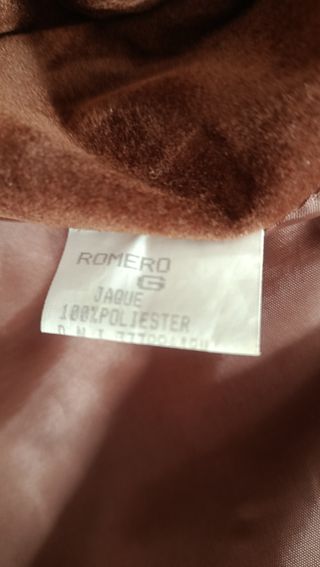 ROMERO
G
JAQUE
100%POLIESTER
D.N.I